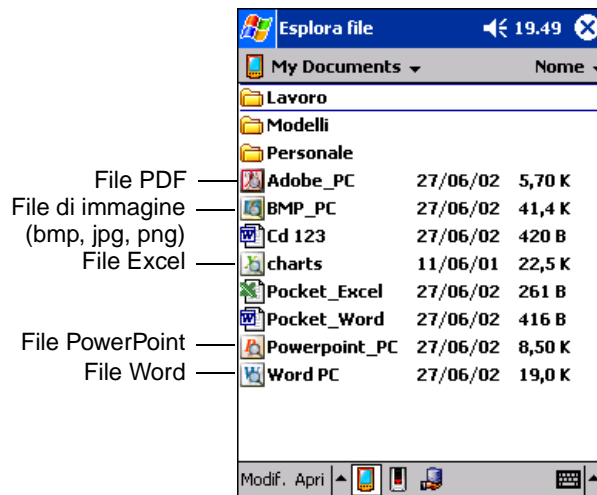 Esplora file 19.49
My Documents Nome
Lavoro
Modelli
Personale
File PDF Adobe_PC 27/06/02 5,70 K
File di immagine BMP_PC 27/06/02 41,4 K
(bmp, jpg, png) Cd 123 27/06/02 420 B
File Excel charts 11/06/01 22,5 K
Pocket_Excel 27/06/02 261 B
Pocket_Word 27/06/02 416 B
File PowerPoint Powerpoint_PC 27/06/02 8,50 K
File Word Word PC 27/06/02 19,0 K
Modif. Apri